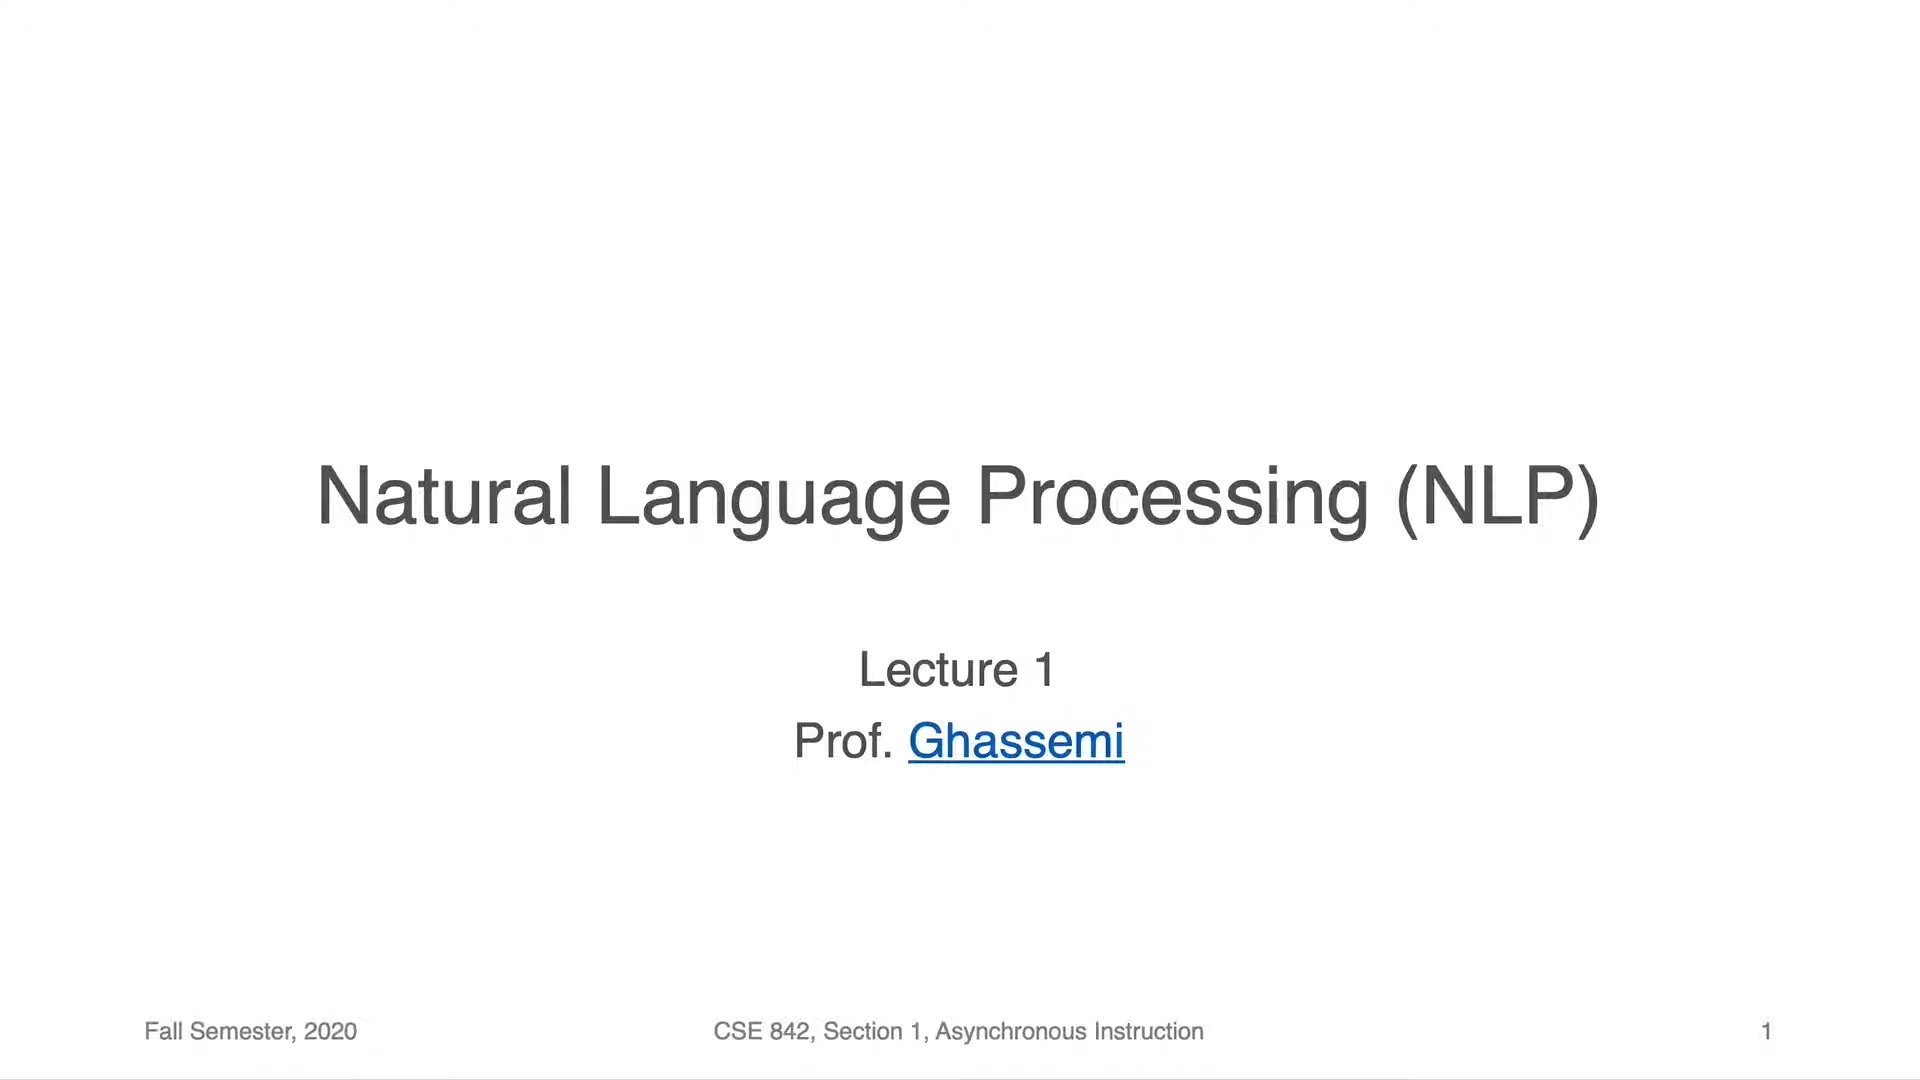 Natural Language Processing (NLP)
Lecture 1
Prof. Ghassemi
Fall Semester, 2020
CSE 842, Section 1, Asynchronous Instruction
1